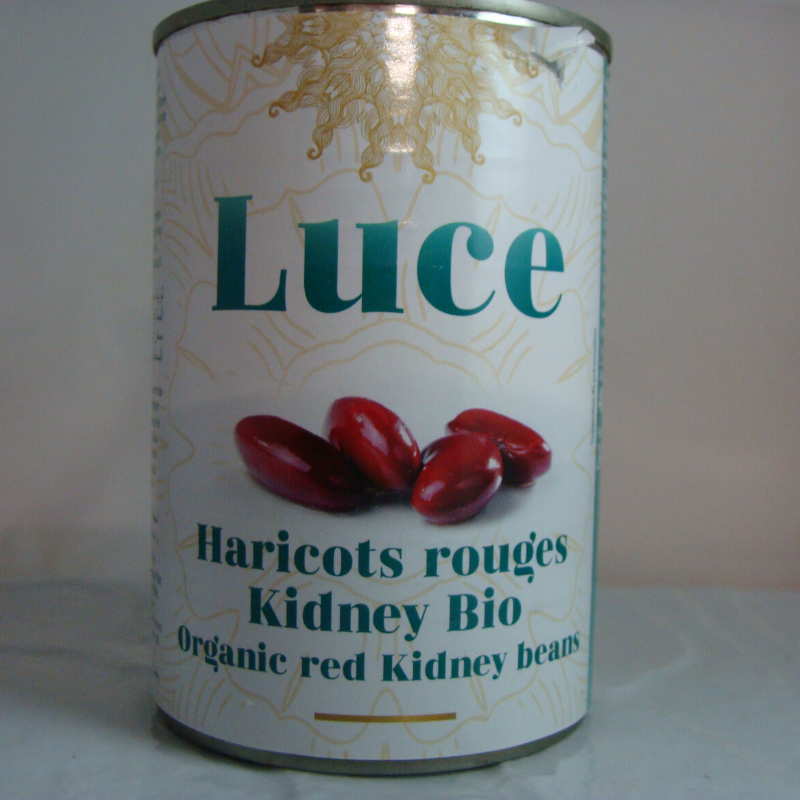 Luce
Haricots rouges
Kidney Bio
Organic red Kidney beans